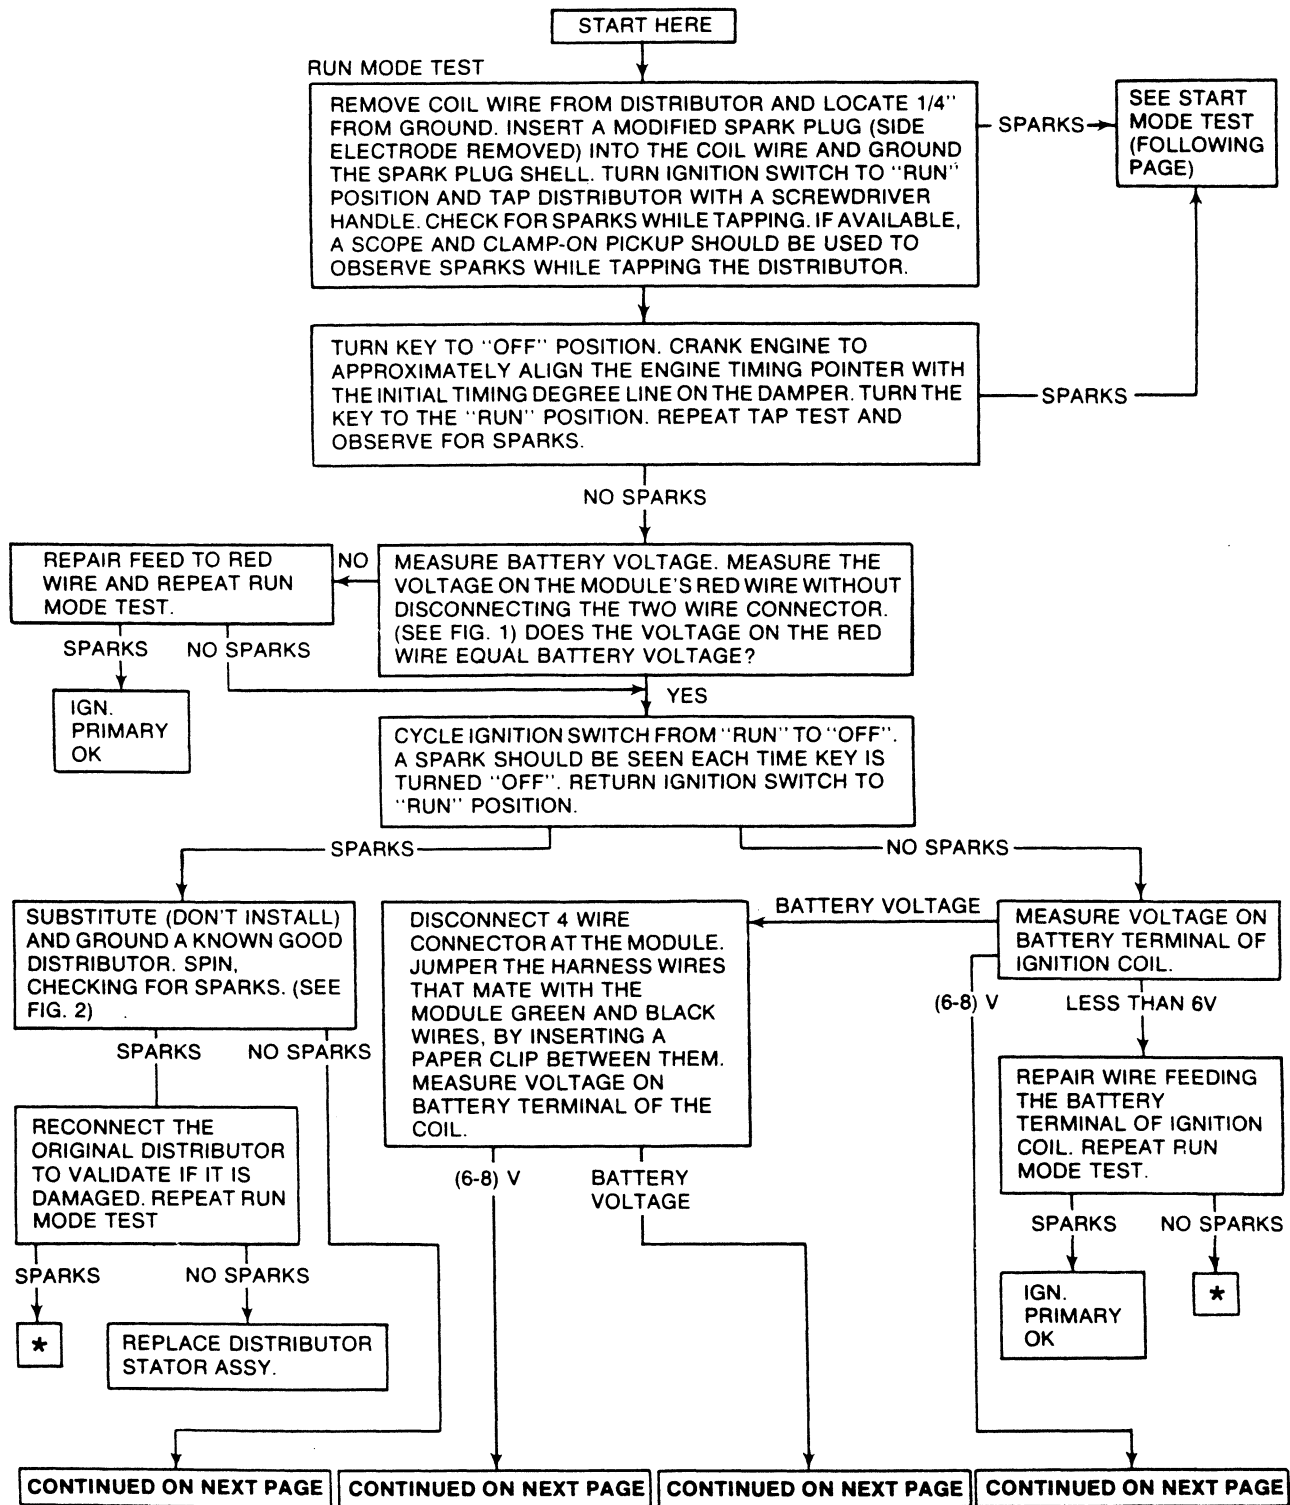 START HERE
RUN MODE TEST
REMOVE COIL WIRE FROM DISTRIBUTOR AND LOCATE 1/4"
FROM GROUND. INSERT A MODIFIED SPARK PLUG (SIDE
ELECTRODE REMOVED) INTO THE COIL WIRE AND GROUND
THE SPARK PLUG SHELL. TURN IGNITION SWITCH TO "RUN"
POSITION AND TAP DISTRIBUTOR WITH A SCREWDRIVER
HANDLE. CHECK FOR SPARKS WHILE TAPPING. IF AVAILABLE,
A SCOPE AND CLAMP-ON PICKUP SHOULD BE USED TO
OBSERVE SPARKS WHILE TAPPING THE DISTRIBUTOR.
SPARKS
SEE START
MODE TEST
(FOLLOWING
PAGE)
TURN KEY TO "OFF" POSITION. CRANK ENGINE TO
APPROXIMATELY ALIGN THE ENGINE TIMING POINTER WITH
THE INITIAL TIMING DEGREE LINE ON THE DAMPER. TURN THE
KEY TO THE "RUN" POSITION. REPEAT TAP TEST AND
OBSERVE FOR SPARKS.
SPARKS
NO SPARKS
MEASURE BATTERY VOLTAGE. MEASURE THE
VOLTAGE ON THE MODULE'S RED WIRE WITHOUT
DISCONNECTING THE TWO WIRE CONNECTOR.
(SEE FIG. 1) DOES THE VOLTAGE ON THE RED
WIRE EQUAL BATTERY VOLTAGE?
NO
REPAIR FEED TO RED
WIRE AND REPEAT RUN
MODE TEST.
SPARKS
NO SPARKS
IGN.
PRIMARY
OK
YES
CYCLE IGNITION SWITCH FROM "RUN" TO "OFF".
A SPARK SHOULD BE SEEN EACH TIME KEY IS
TURNED "OFF". RETURN IGNITION SWITCH TO
"RUN" POSITION.
SPARKS
NO SPARKS
SUBSTITUTE (DON'T INSTALL)
AND GROUND A KNOWN GOOD
DISTRIBUTOR. SPIN,
CHECKING FOR SPARKS. (SEE
FIG. 2)
SPARKS
NO SPARKS
RECONNECT THE
ORIGINAL DISTRIBUTOR
TO VALIDATE IF IT IS
DAMAGED. REPEAT RUN
MODE TEST
SPARKS
NO SPARKS
*
REPLACE DISTRIBUTOR
STATOR ASSY.
DISCONNECT 4 WIRE
CONNECTOR AT THE MODULE.
JUMPER THE HARNESS WIRES
THAT MATE WITH THE
MODULE GREEN AND BLACK
WIRES, BY INSERTING A
PAPER CLIP BETWEEN THEM.
MEASURE VOLTAGE ON
BATTERY TERMINAL OF THE
COIL.
(6-8) V
BATTERY
VOLTAGE
BATTERY VOLTAGE
MEASURE VOLTAGE ON
BATTERY TERMINAL OF
IGNITION COIL.
(6-8) V
LESS THAN 6V
REPAIR WIRE FEEDING
THE BATTERY
TERMINAL OF IGNITION
COIL. REPEAT RUN
MODE TEST.
SPARKS
NO SPARKS
IGN.
PRIMARY
OK
*
CONTINUED ON NEXT PAGE
CONTINUED ON NEXT PAGE
CONTINUED ON NEXT PAGE
CONTINUED ON NEXT PAGE